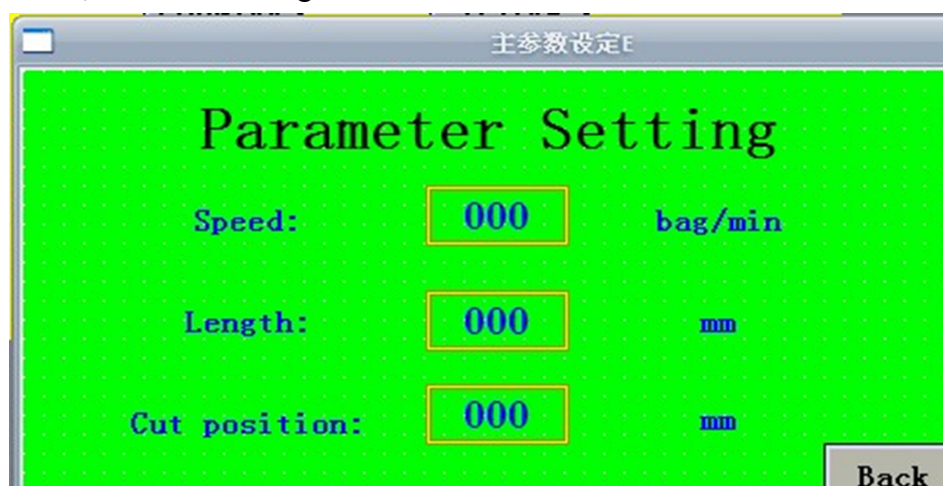 主参数设定E
Parameter Setting
Speed: 000 bag/min
Length: 000 mm
Cut position: 000 mm
Back